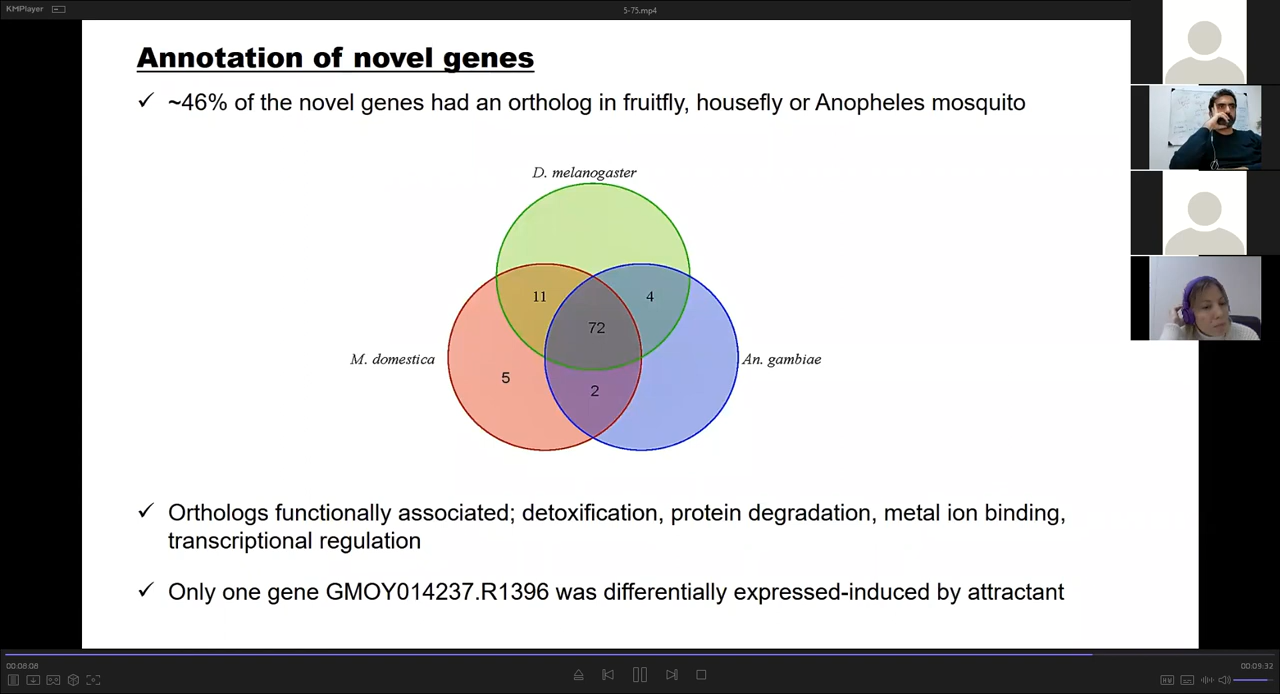 KMPlayer
5-75.mp4
Annotation of novel genes
✓ ~46% of the novel genes had an ortholog in fruitfly, housefly or Anopheles mosquito
D. melanogaster
11
4
72
M. domestica
An. gambiae
5
2
✓ Orthologs functionally associated; detoxification, protein degradation, metal ion binding,
transcriptional regulation
✓ Only one gene GMOY014237.R1396 was differentially expressed-induced by attractant
00:08:08
00:09:32